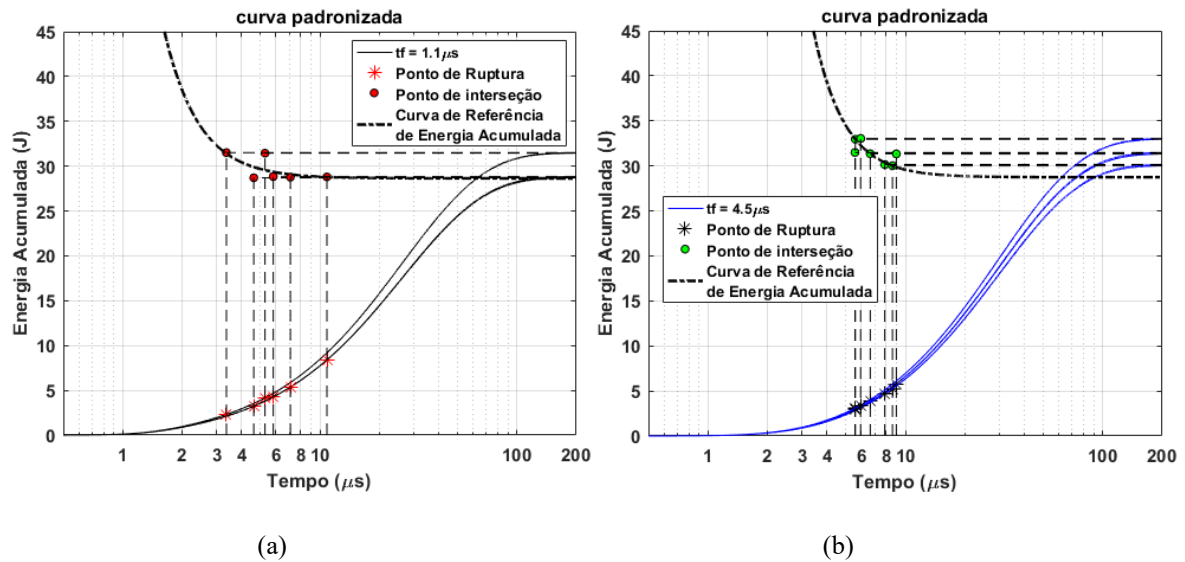 curva padronizada
45
40
35
30
25
20
15
10
5
0
Energia Acumulada (J)
tf = 1.1μs
Ponto de Ruptura
Ponto de interseção
Curva de Referência
de Energia Acumulada
1 2 3 4 6 8 10 100 200
Tempo (μs)
(a)
curva padronizada
45
40
35
30
25
20
15
10
5
0
Energia Acumulada (J)
tf = 4.5μs
Ponto de Ruptura
Ponto de interseção
Curva de Referência
de Energia Acumulada
1 2 3 4 6 8 10 100 200
Tempo (μs)
(b)